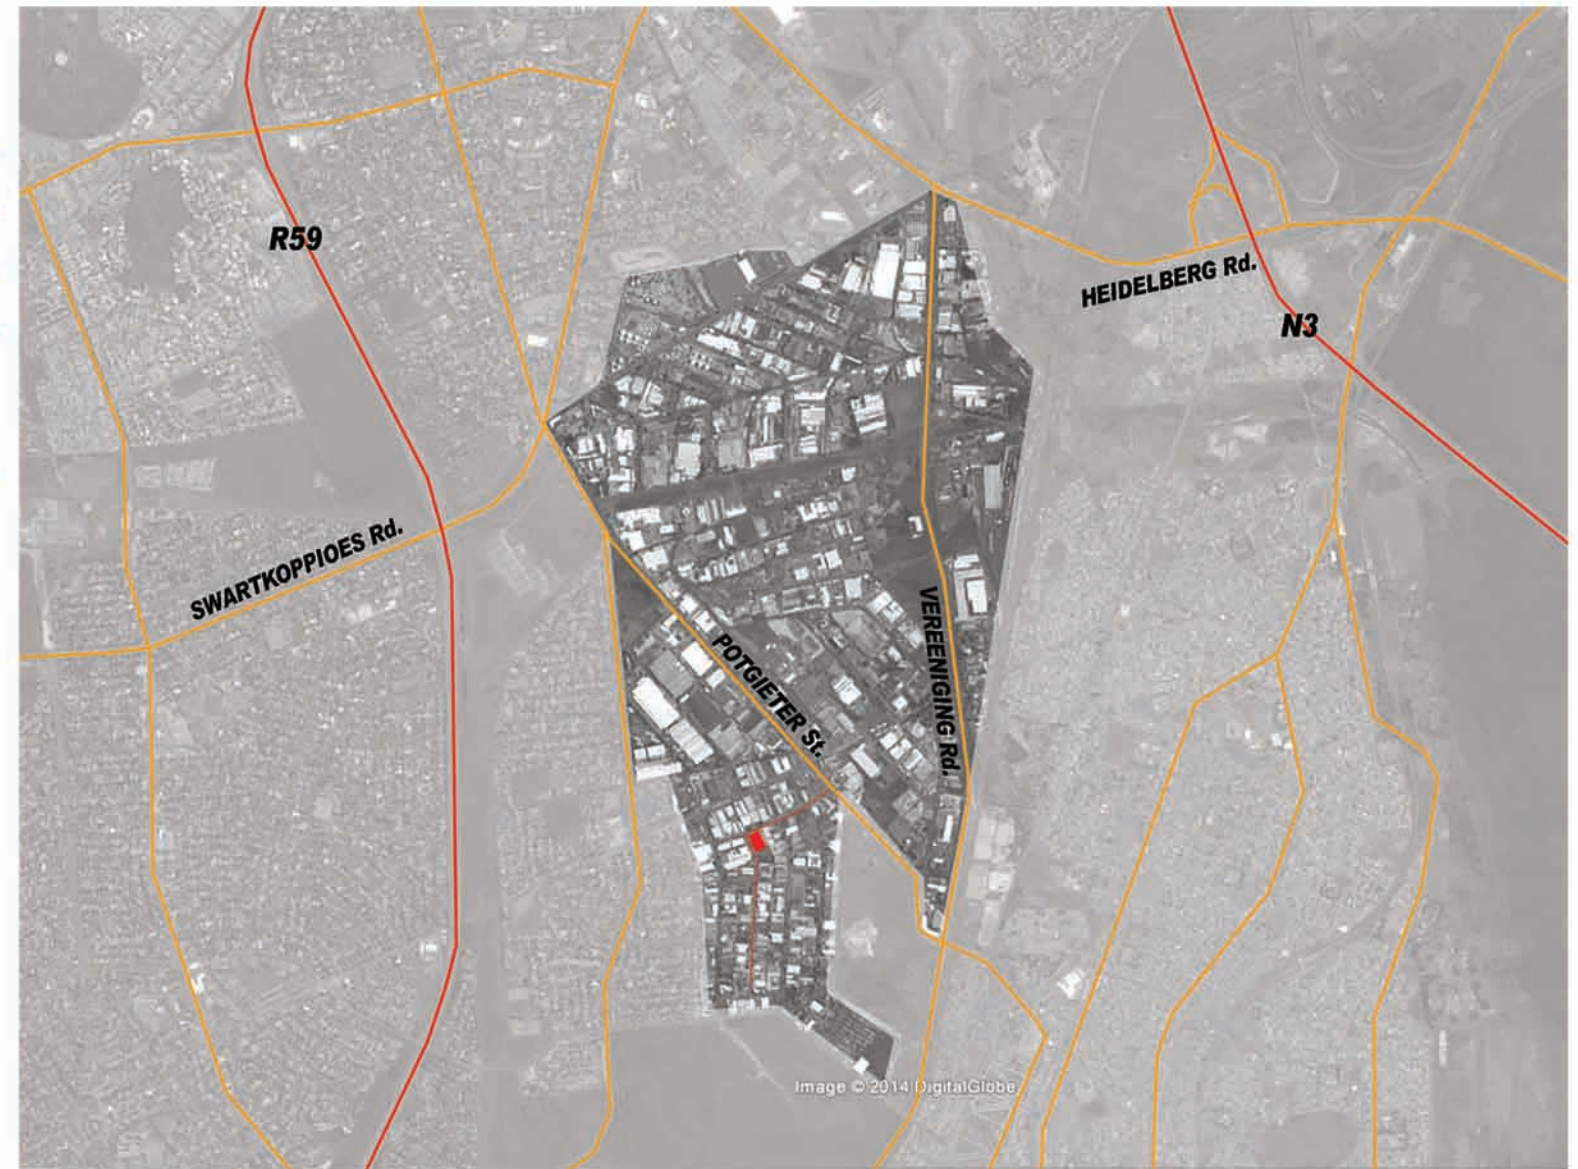 R59
HEIDELBERG Rd.
N3
SWARTKOPPIOES Rd.
POTGIETER St.
VEREENIGING Rd.
Image © 2014 DigitalGlobe